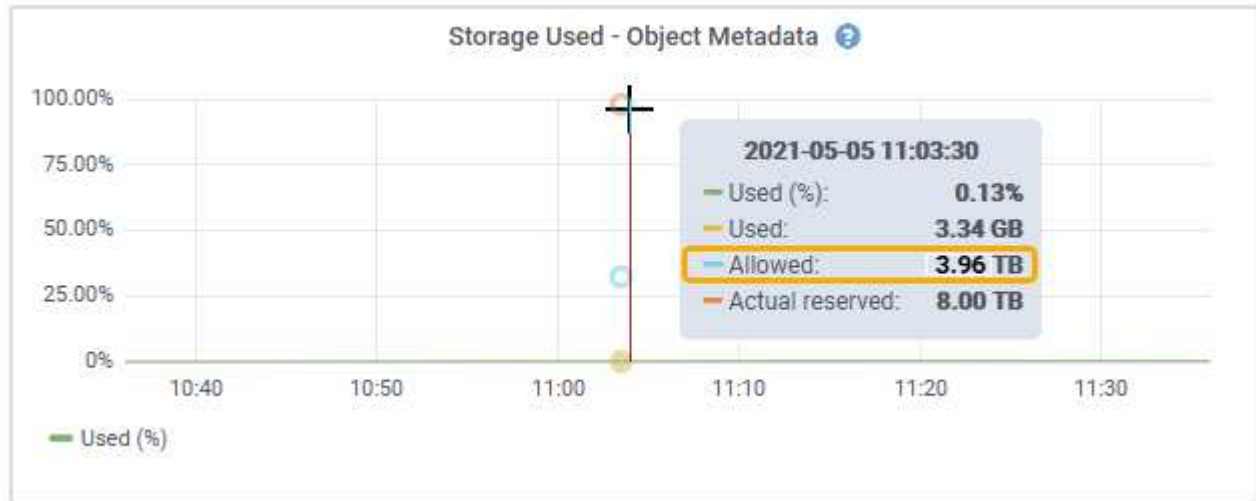 Storage Used - Object Metadata
100.00%
75.00%
50.00%
25.00%
0%
10:40 10:50 11:00 11:10 11:20 11:30
2021-05-05 11:03:30
Used (%): 0.13%
Used: 3.34 GB
Allowed: 3.96 TB
Actual reserved: 8.00 TB
Used (%)